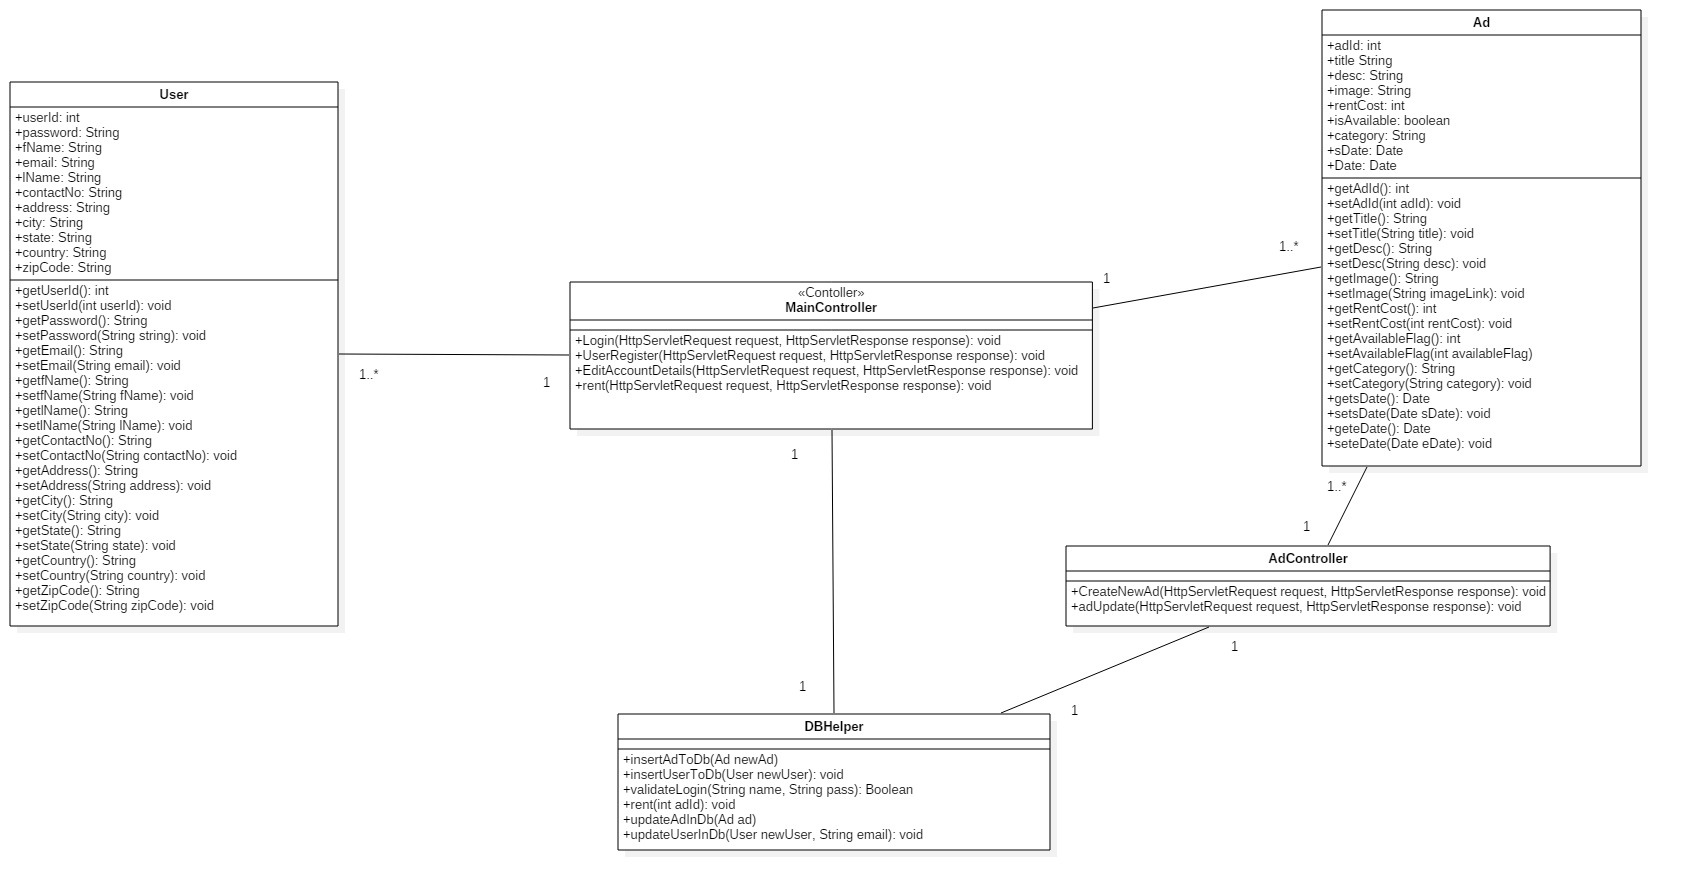 User
+userId: int
+password: String
+fName: String
+email: String
+lName: String
+contactNo: String
+address: String
+city: String
+state: String
+country: String
+zipCode: String
+getUserId(): int
+setUserId(int userId): void
+getPassword(): String
+setPassword(String string): void
+getEmail(): String
+setEmail(String email): void
+getfName(): String
+setfName(String fName): void
+getlName(): String
+setlName(String lName): void
+getContactNo(): String
+setContactNo(String contactNo): void
+getAddress(): String
+setAddress(String address): void
+getCity(): String
+setCity(String city): void
+getState(): String
+setState(String state): void
+getCountry(): String
+setCountry(String country): void
+getZipCode(): String
+setZipCode(String zipCode): void
1..*
1
«Contoller»
MainController
+Login(HttpServletRequest request, HttpServletResponse response): void
+UserRegister(HttpServletRequest request, HttpServletResponse response): void
+EditAccountDetails(HttpServletRequest request, HttpServletResponse response): void
+rent(HttpServletRequest request, HttpServletResponse response): void
1
1..*
Ad
+adId: int
+title String
+desc: String
+image: String
+rentCost: int
+isAvailable: boolean
+category: String
+sDate: Date
+Date: Date
+getAdId(): int
+setAdId(int adId): void
+getTitle(): String
+setTitle(String title): void
+getDesc(): String
+setDesc(String desc): void
+getImage(): String
+setImage(String imageLink): void
+getRentCost(): int
+setRentCost(int rentCost): void
+getAvailableFlag(): int
+setAvailableFlag(int availableFlag)
+getCategory(): String
+setCategory(String category): void
+getsDate(): Date
+setsDate(Date sDate): void
+geteDate(): Date
+seteDate(Date eDate): void
1..*
1
AdController
+CreateNewAd(HttpServletRequest request, HttpServletResponse response): void
+adUpdate(HttpServletRequest request, HttpServletResponse response): void
1
1
1
1
DBHelper
+insertAdToDb(Ad newAd)
+insertUserToDb(User newUser): void
+validateLogin(String name, String pass): Boolean
+rent(int adId): void
+updateAdInDb(Ad ad)
+updateUserInDb(User newUser, String email): void